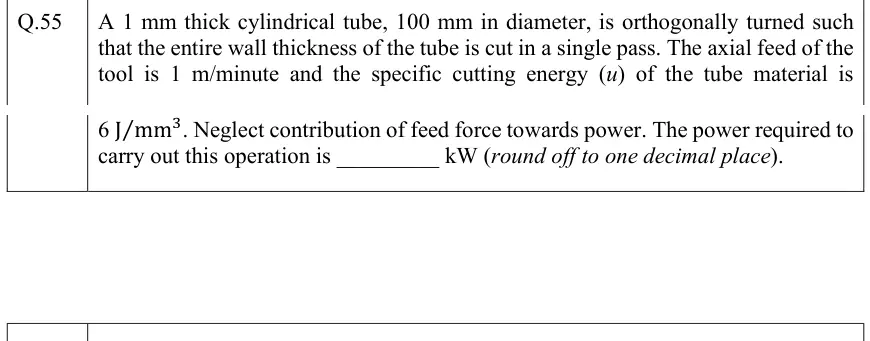 Q.55 A 1 mm thick cylindrical tube, 100 mm in diameter, is orthogonally turned such
that the entire wall thickness of the tube is cut in a single pass. The axial feed of the
tool is 1 m/minute and the specific cutting energy (u) of the tube material is
6 J/mm³. Neglect contribution of feed force towards power. The power required to
carry out this operation is _________ kW (round off to one decimal place).